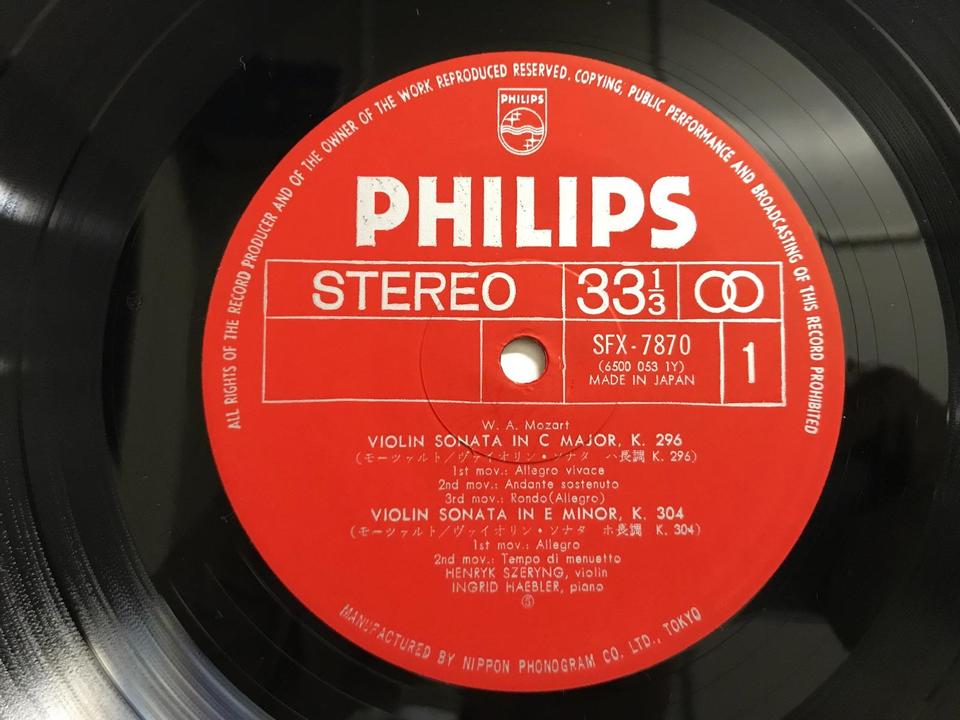 ALL RIGHTS OF THE RECORD PRODUCER AND OF THE OWNER OF THE WORK REPRODUCED RESERVED. COPYING, PUBLIC PERFORMANCE AND BROADCASTING OF THIS RECORD PROHIBITED
PHILIPS
PHILIPS
STEREO 33 1/3
SFX-7870
(6500 053 1Y)
MADE IN JAPAN
1
W. A. Mozart
VIOLIN SONATA IN C MAJOR, K. 296
(モーツァルト/ヴァイオリン・ソナタ ハ長調 K. 296)
1st mov.: Allegro vivace
2nd mov.: Andante sostenuto
3rd mov.: Rondo(Allegro)
VIOLIN SONATA IN E MINOR, K. 304
(モーツァルト/ヴァイオリン・ソナタ ホ長調 K. 304)
1st mov.: Allegro
2nd mov.: Tempo di menuetto
HENRYK SZERYNG, violin
INGRID HAEBLER, piano
MANUFACTURED BY NIPPON PHONOGRAM CO. LTD., TOKYO